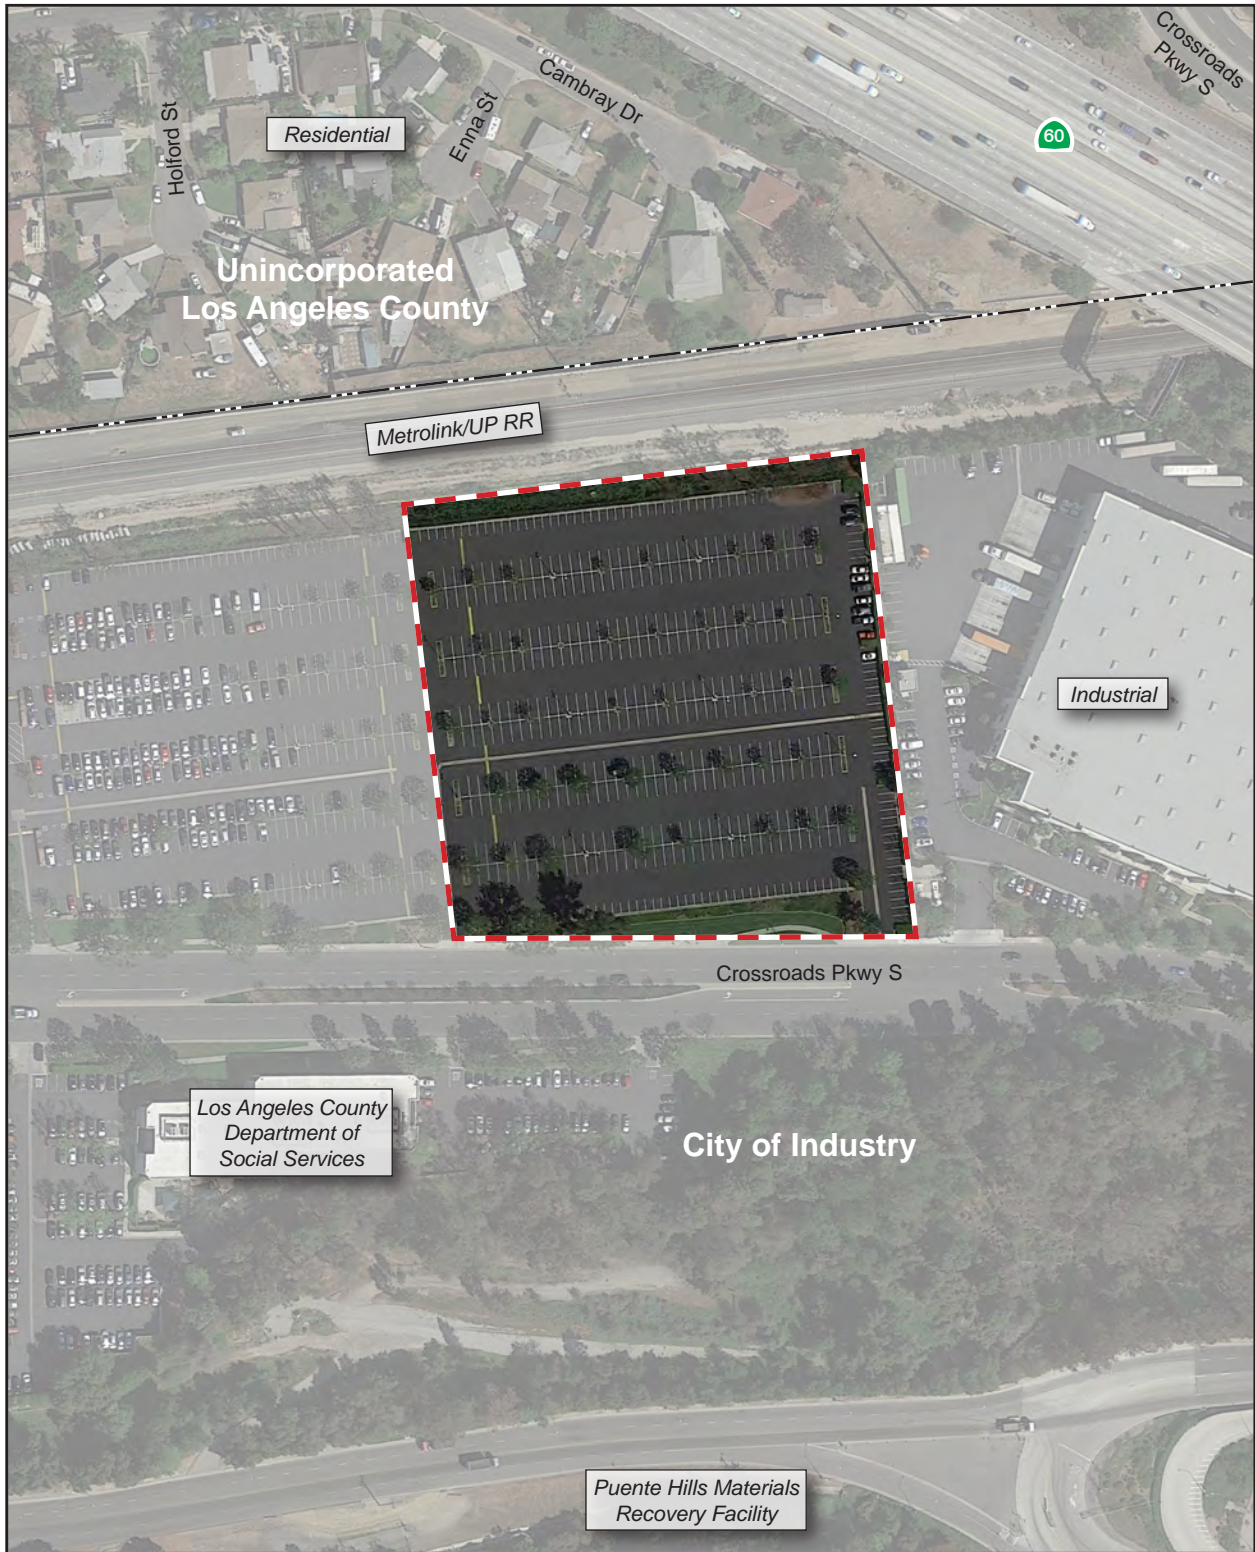 Crossroads
Pkwy S
Cambray Dr
60
Enna St
Residential
Holford St
Unincorporated
Los Angeles County
Metrolink/UP RR
Industrial
Crossroads Pkwy S
Los Angeles County
Department of
Social Services
City of Industry
Puente Hills Materials
Recovery Facility